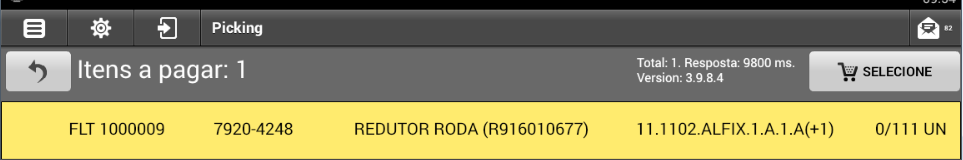 Picking
82
Itens a pagar: 1
Total: 1. Resposta: 9800 ms.
Version: 3.9.8.4
SELECIONE
FLT 1000009 7920-4248 REDUTOR RODA (R916010677) 11.1102.ALFIX.1.A.1.A(+1) 0/111 UN